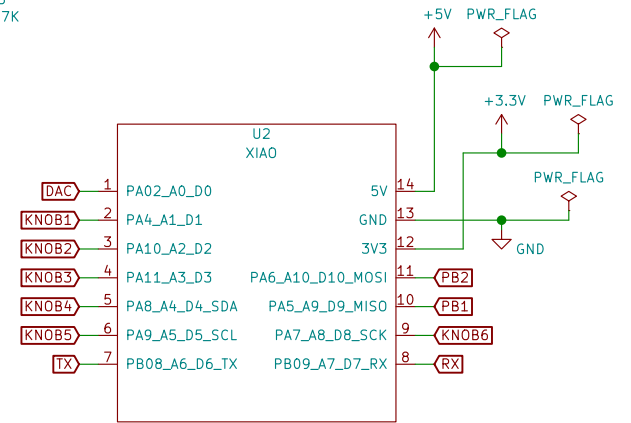 7K
+5V PWR_FLAG
+3.3V PWR_FLAG
PWR_FLAG
U2
XIAO
DAC 1 PA02_A0_D0 5V 14
KNOB1 2 PA4_A1_D1 GND 13
GND
KNOB2 3 PA10_A2_D2 3V3 12
KNOB3 4 PA11_A3_D3 PA6_A10_D10_MOSI 11 PB2
KNOB4 5 PA8_A4_D4_SDA PA5_A9_D9_MISO 10 PB1
KNOB5 6 PA9_A5_D5_SCL PA7_A8_D8_SCK 9 KNOB6
TX 7 PB08_A6_D6_TX PB09_A7_D7_RX 8 RX